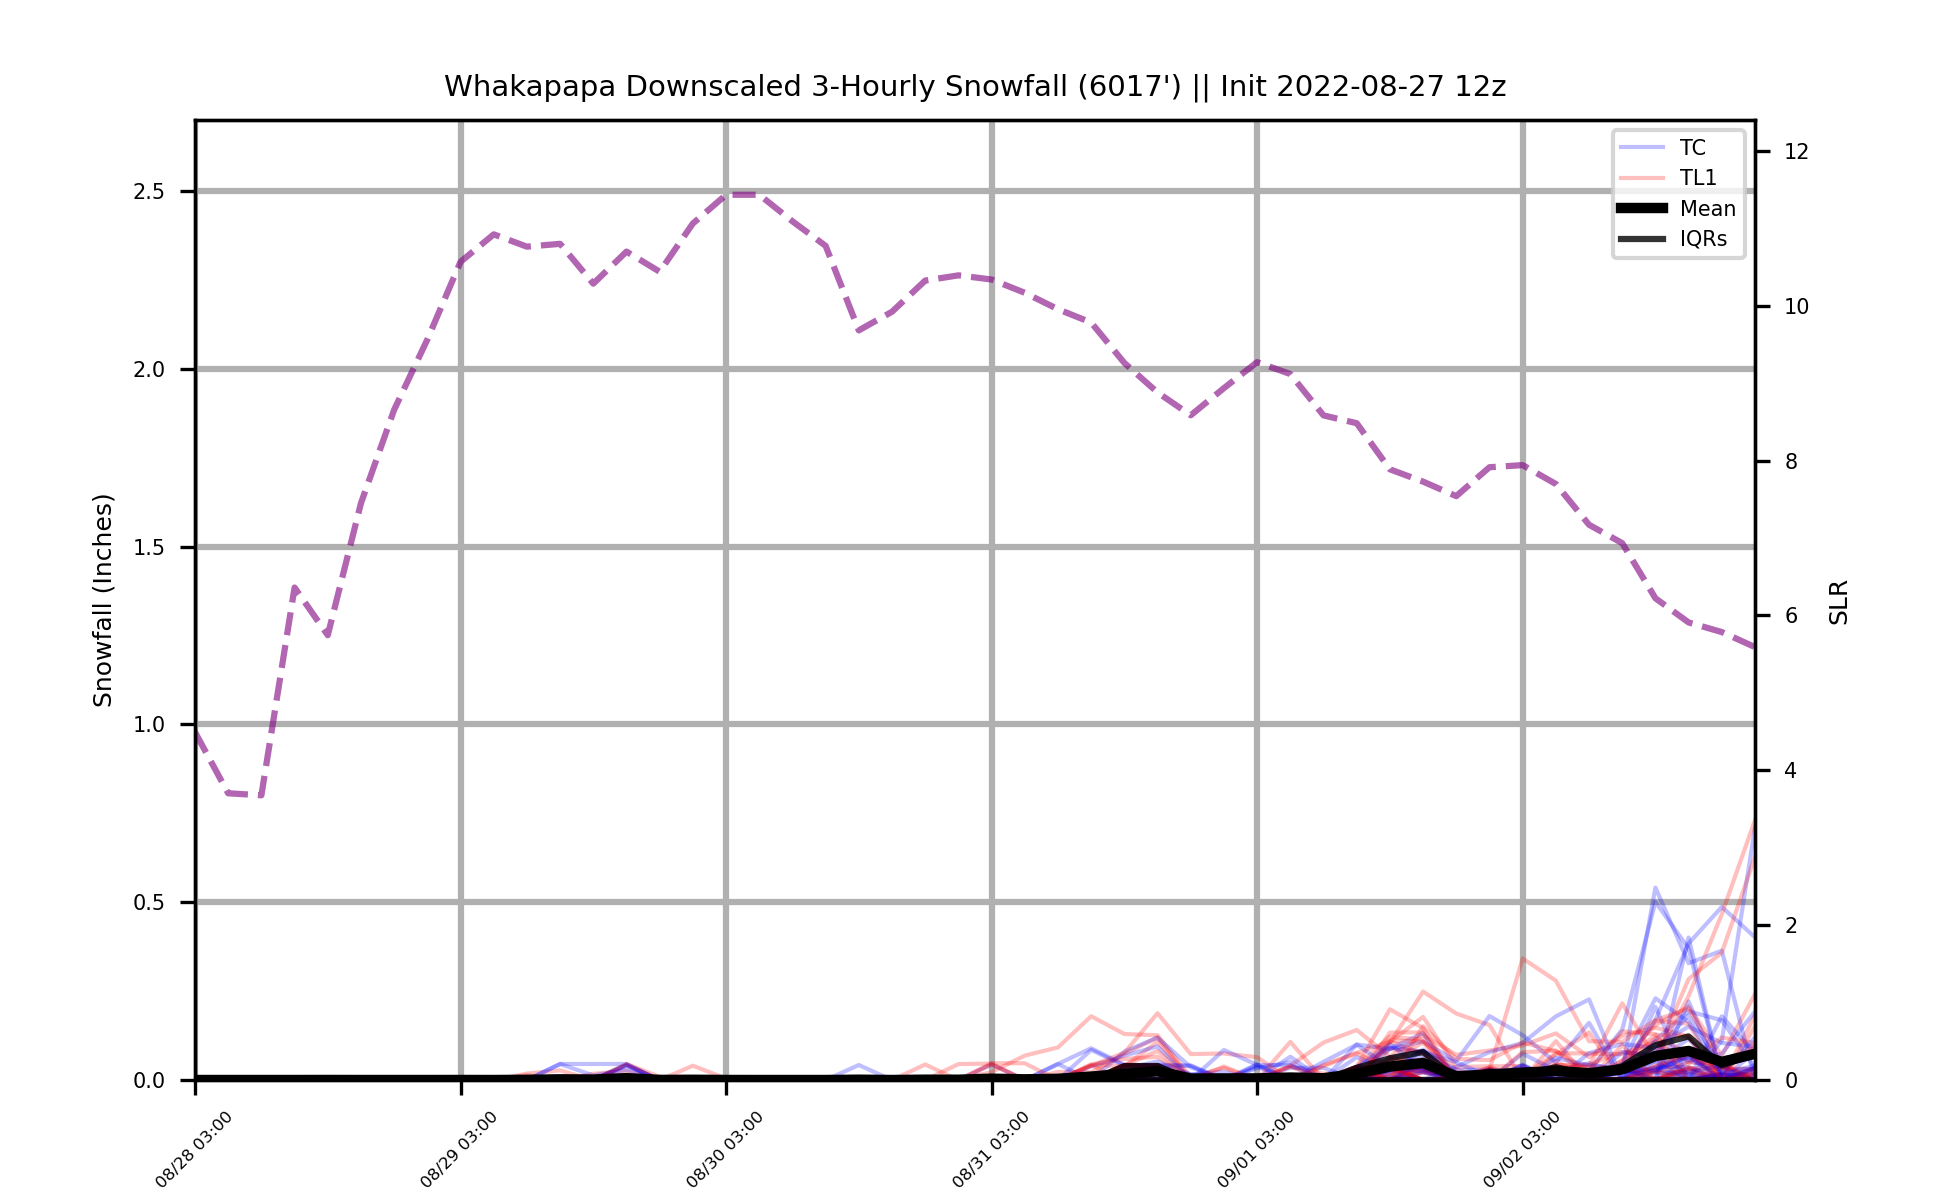 Whakapapa Downscaled 3-Hourly Snowfall (6017') || Init 2022-08-27 12z
TC
TL1
Mean
IQRs
Snowfall (Inches)
2.5
2.0
1.5
1.0
0.5
0.0
12
10
8
6
4
2
0
SLR
08/28 03:00
08/29 03:00
08/30 03:00
08/31 03:00
09/01 03:00
09/02 03:00